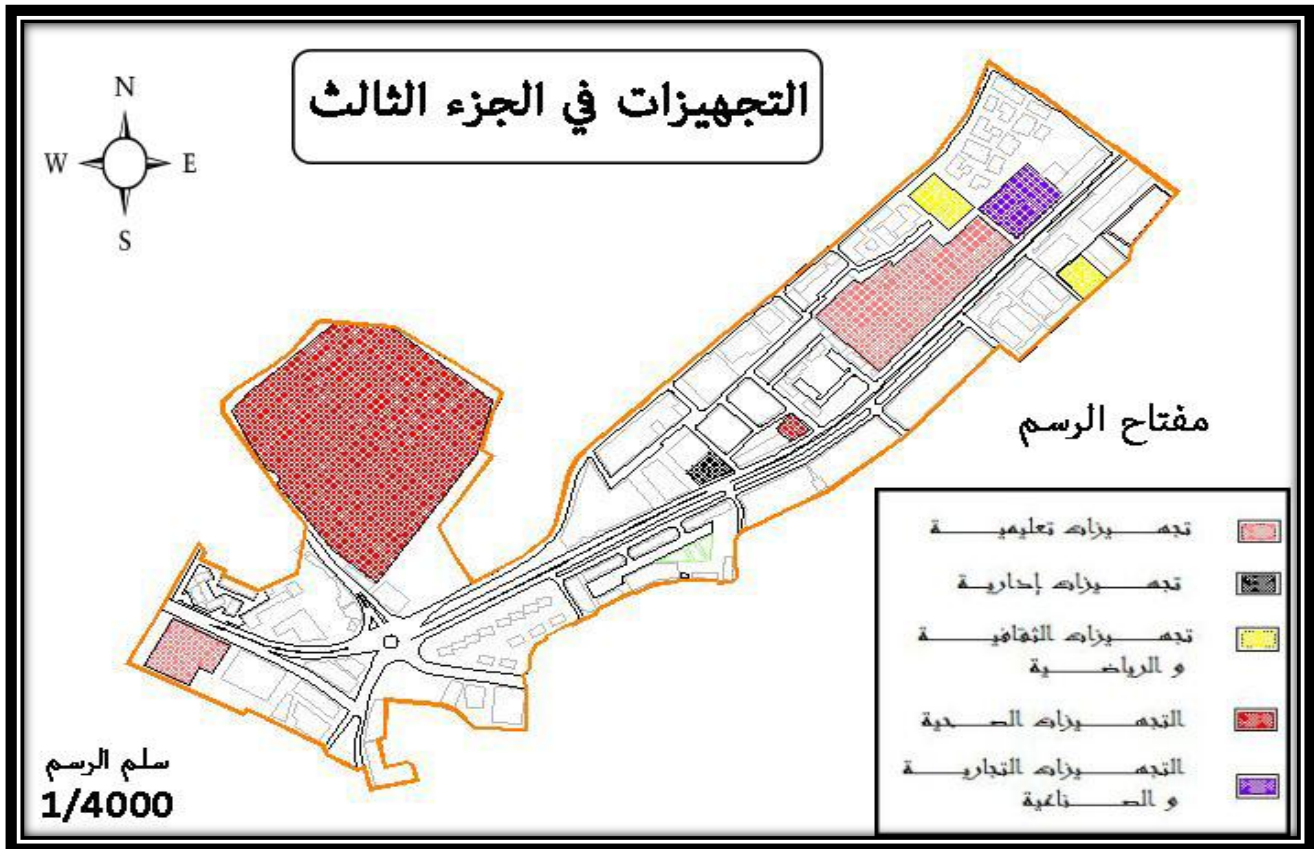 التجهيزات في الجزء الثالث
N
W E
S
مفتاح الرسم
تجهيزات تعليمية
تجهيزات إدارية
تجهيزات الثقافية
و الرياضية
التجهيزات الصحية
التجهيزات التجارية
و الصناعية
سلم الرسم
1/4000